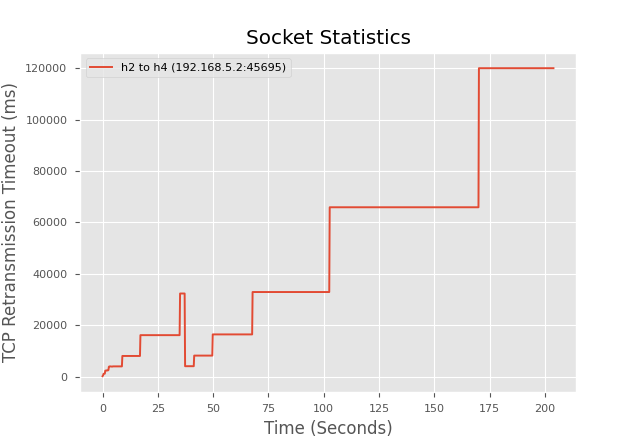 Socket Statistics
h2 to h4 (192.168.5.2:45695)
TCP Retransmission Timeout (ms)
120000
100000
80000
60000
40000
20000
0
0 25 50 75 100 125 150 175 200
Time (Seconds)